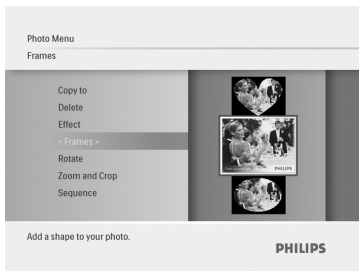 Photo Menu
Frames
Copy to
Delete
Effect
< Frames >
Rotate
Zoom and Crop
Sequence
PHILIPS
Add a shape to your photo.
PHILIPS